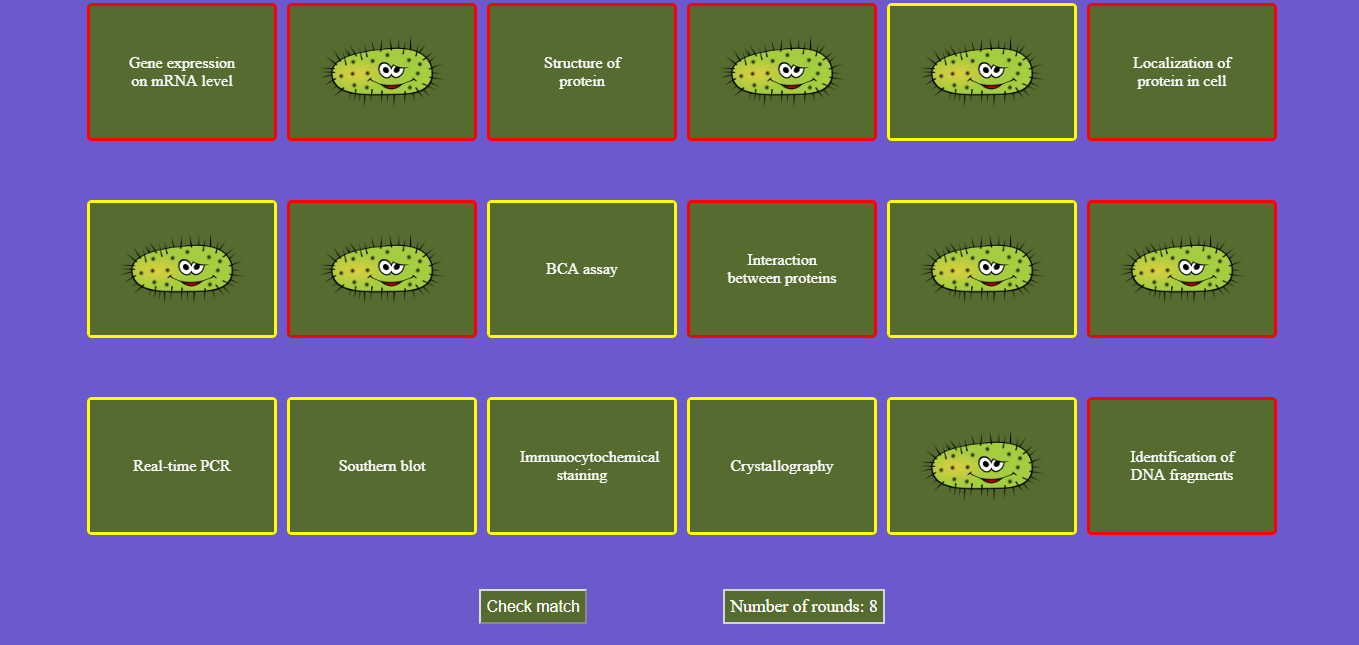 Gene expression
on mRNA level
Structure of
protein
Localization of
protein in cell
BCA assay
Interaction
between proteins
Real-time PCR
Southern blot
Immunocytochemical
staining
Crystallography
Identification of
DNA fragments
Check match
Number of rounds: 8